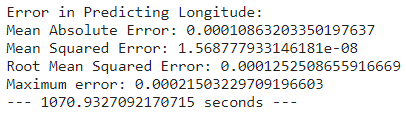 Error in Predicting Longitude:
Mean Absolute Error: 0.00010863203350197637
Mean Squared Error: 1.568777933146181e-08
Root Mean Squared Error: 0.0001252508655916669
Maximum error: 0.00021503229709196603
--- 1070.9327092170715 seconds ---